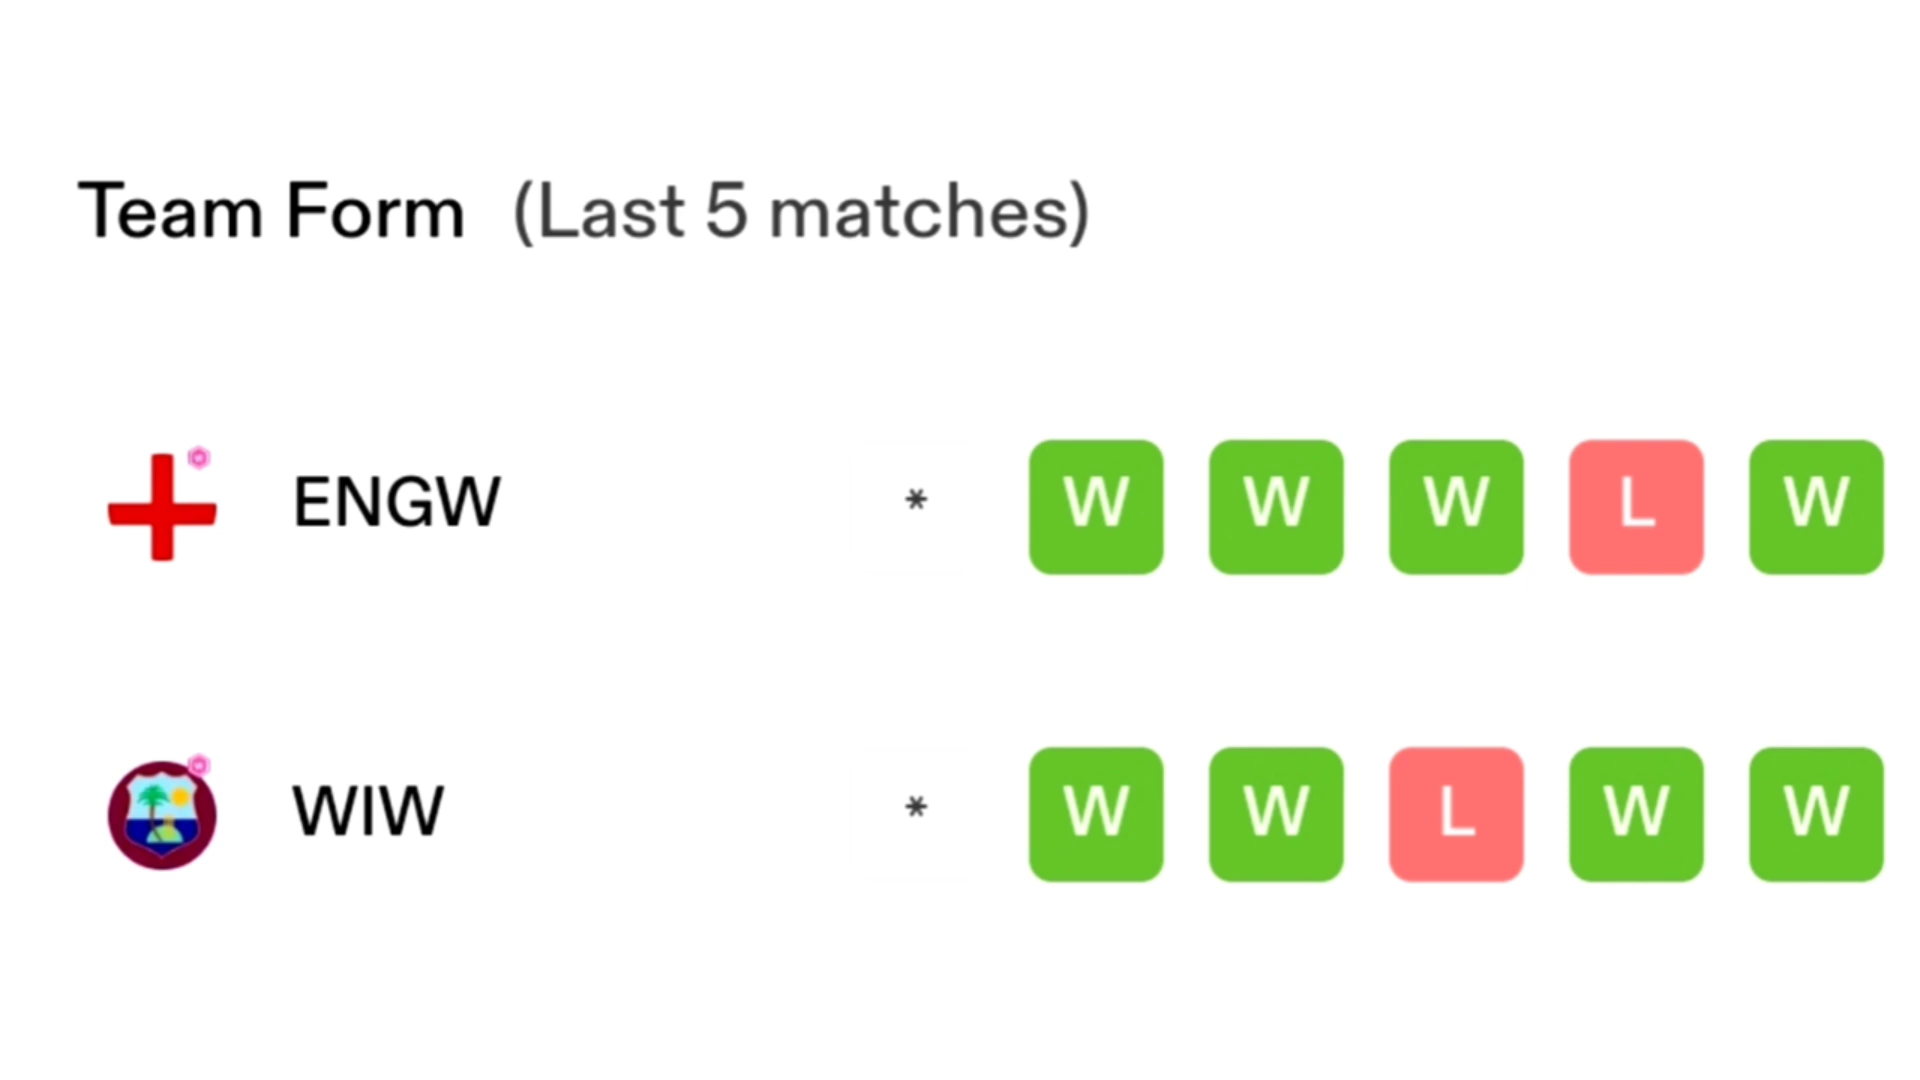 Team Form (Last 5 matches)
ENGW * W W W L W
WIW * W W L W W